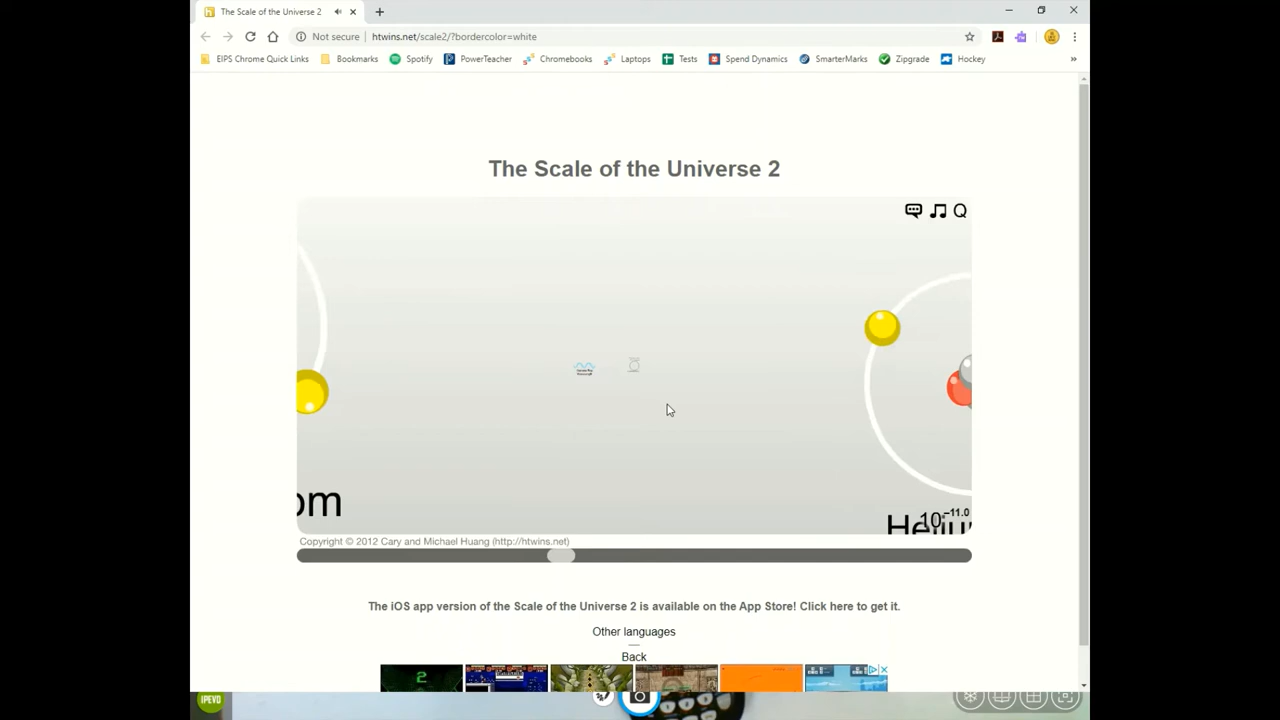 The Scale of the Universe 2
Not secure | htwins.net/scale2/?bordercolor=white
EIPS Chrome Quick Links Bookmarks Spotify PowerTeacher Chromebooks Laptops Tests Spend Dynamics SmarterMarks Zipgrade Hockey »
The Scale of the Universe 2
Q
om
Heliu
10-11.0
Copyright © 2012 Cary and Michael Huang (http://htwins.net)
The iOS app version of the Scale of the Universe 2 is available on the App Store! Click here to get it.
Other languages
Back
2
IPEVO